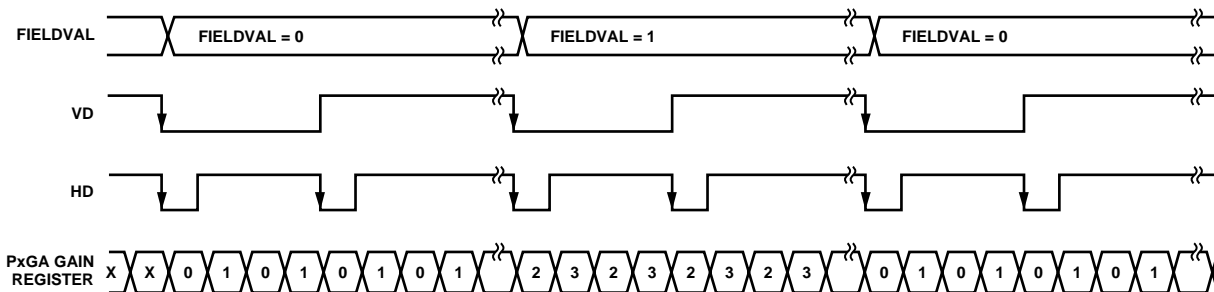 FIELDVAL
FIELDVAL = 0
FIELDVAL = 1
FIELDVAL = 0
VD
HD
PxGA GAIN
REGISTER
X X 0 1 0 1 0 1 0 1 2 3 2 3 2 3 2 3 0 1 0 1 0 1 0 1